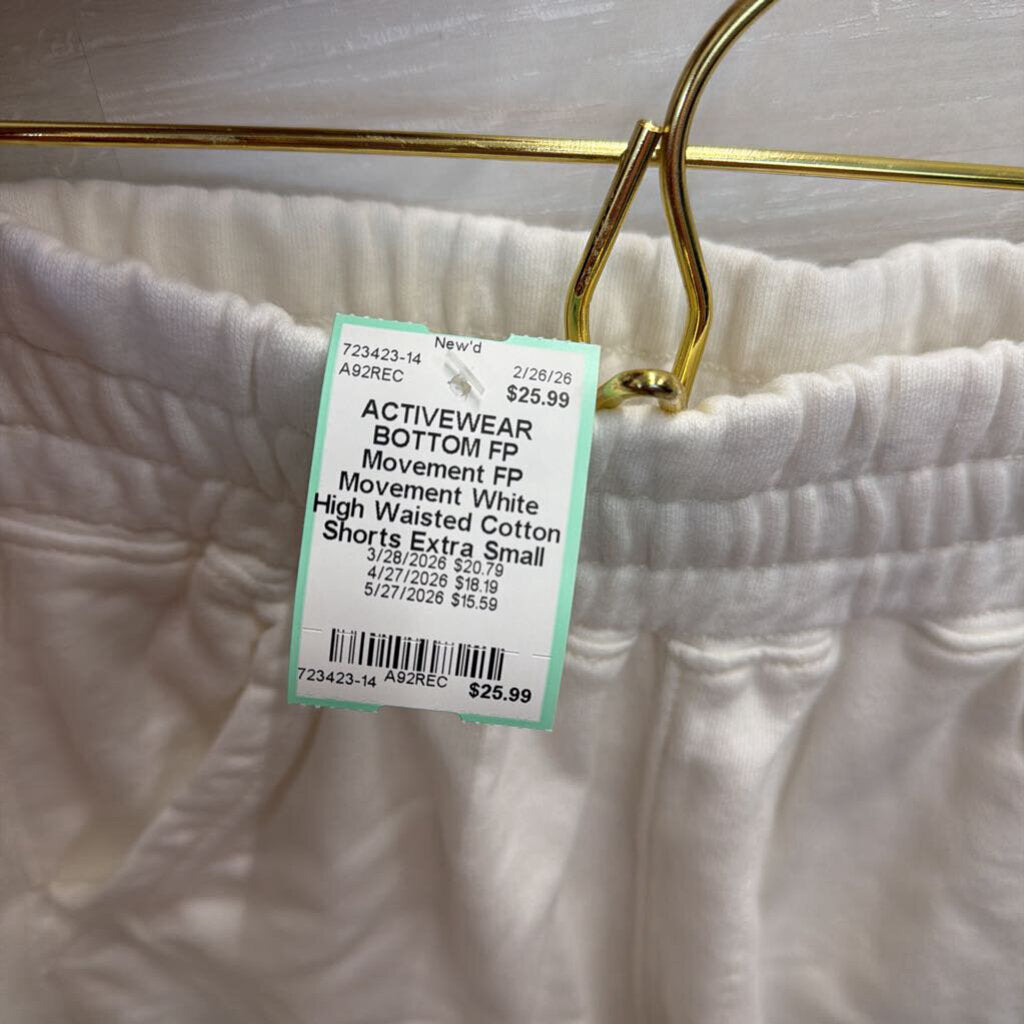 New'd
723423-14
A92REC
2/26/26
$25.99
ACTIVEWEAR
BOTTOM FP
Movement FP
Movement White
High Waisted Cotton
Shorts Extra Small
3/28/2026 $20.79
4/27/2026 $18.19
5/27/2026 $15.59
723423-14 A92REC $25.99